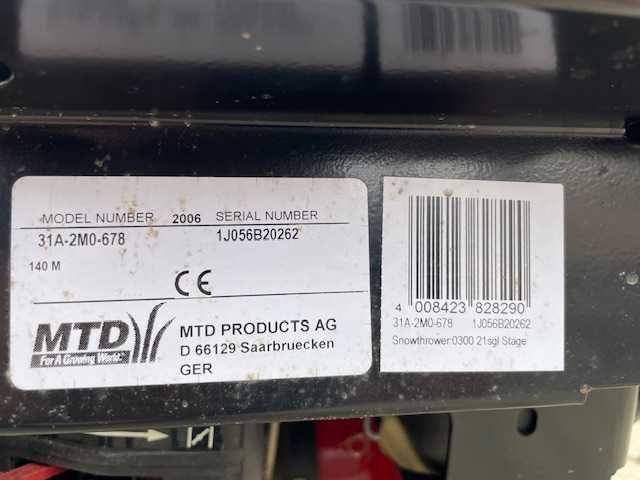 MODEL NUMBER 2006 SERIAL NUMBER
31A-2M0-678 1J056B20262
140 M
CE
MTD
For A Growing World.
MTD PRODUCTS AG
D 66129 Saarbruecken
GER
4 008423 828290
31A-2M0-678 1J056B20262
Snowthrower:0300 21sgl Stage